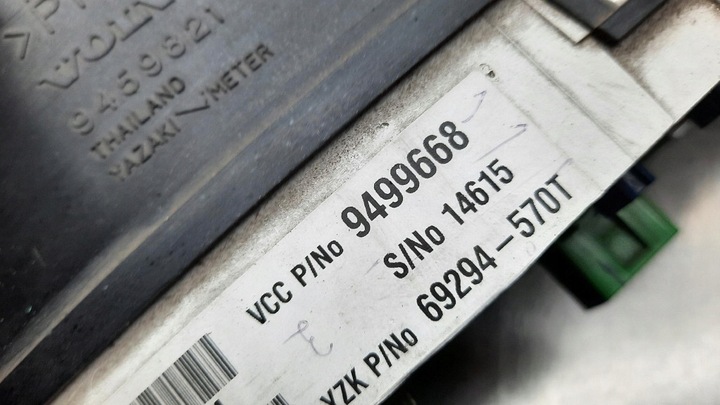 VOLVO
9459821
THAILAND
YAZAKI METER
VCC P/No 9499668
S/No 14615
YZK P/No 69294-570T